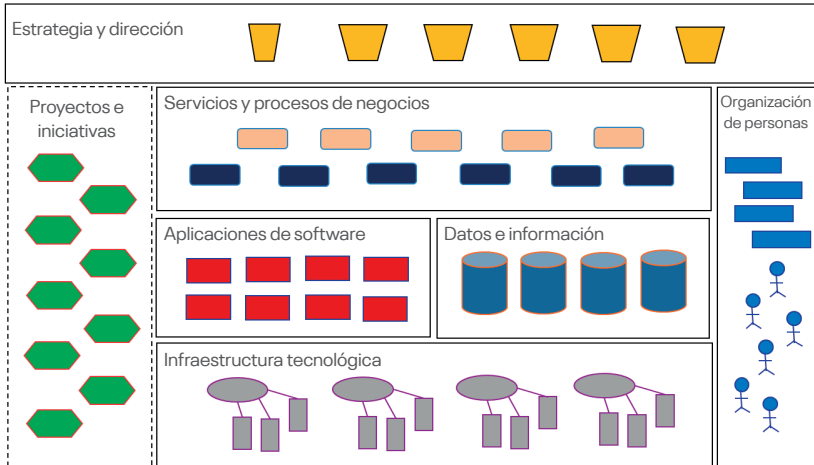 Estrategia y dirección
Proyectos e
iniciativas
Servicios y procesos de negocios
Organización
de personas
Aplicaciones de software
Datos e información
Infraestructura tecnológica